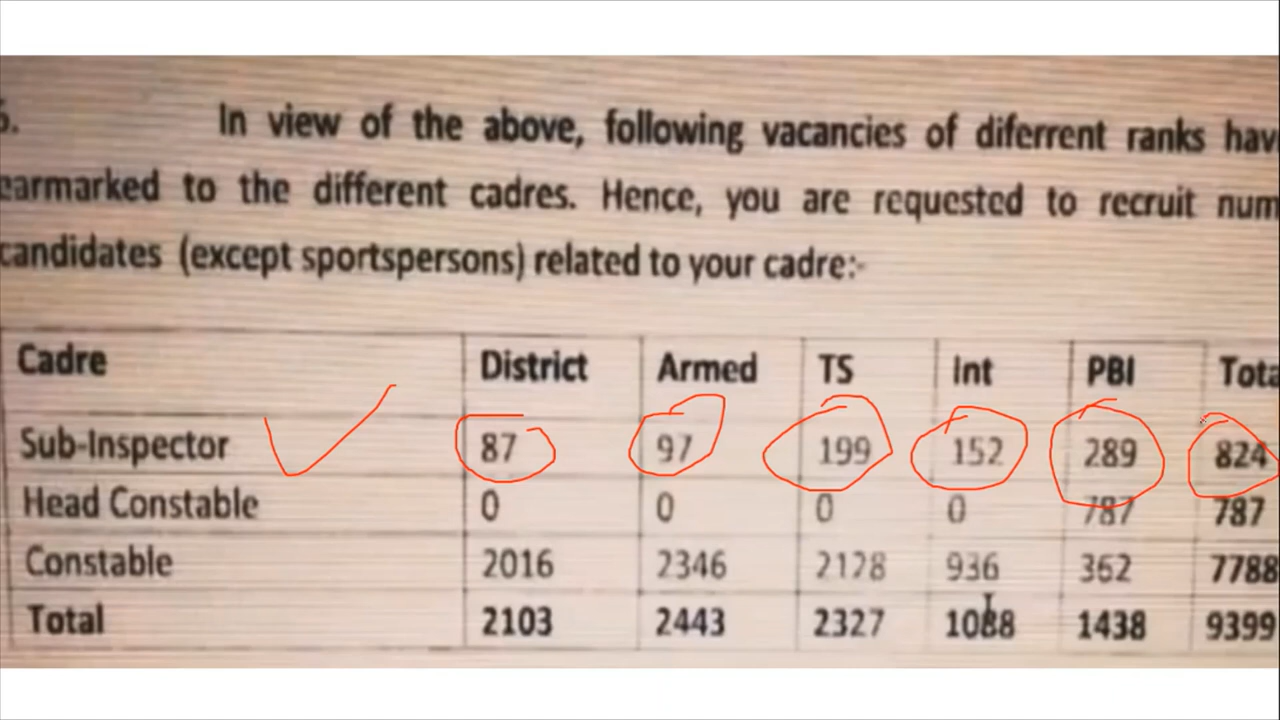 In view of the above, following vacancies of diferrent ranks hav
earmarked to the different cadres. Hence, you are requested to recruit num
candidates (except sportspersons) related to your cadre:-
Cadre District Armed TS Int PBI Tota
Sub-Inspector 87 97 199 152 289 824
Head Constable 0 0 0 0 787 787
Constable 2016 2346 2128 936 362 7788
Total 2103 2443 2327 1088 1438 9399